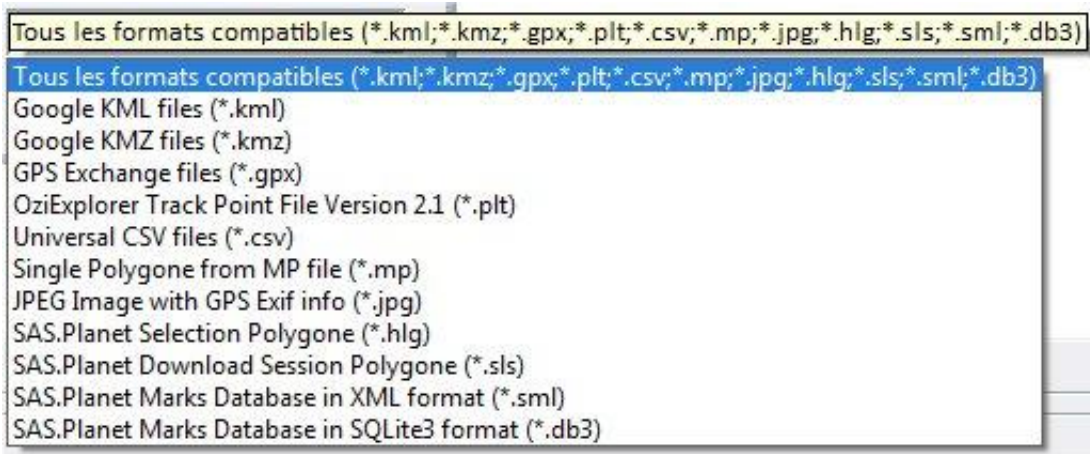 Tous les formats compatibles (*.kml;*.kmz;*.gpx;*.plt;*.csv;*.mp;*.jpg;*.hlg;*.sls;*.sml;*.db3)
Tous les formats compatibles (*.kml;*.kmz;*.gpx;*.plt;*.csv;*.mp;*.jpg;*.hlg;*.sls;*.sml;*.db3)
Google KML files (*.kml)
Google KMZ files (*.kmz)
GPS Exchange files (*.gpx)
OziExplorer Track Point File Version 2.1 (*.plt)
Universal CSV files (*.csv)
Single Polygone from MP file (*.mp)
JPEG Image with GPS Exif info (*.jpg)
SAS.Planet Selection Polygone (*.hlg)
SAS.Planet Download Session Polygone (*.sls)
SAS.Planet Marks Database in XML format (*.sml)
SAS.Planet Marks Database in SQLite3 format (*.db3)